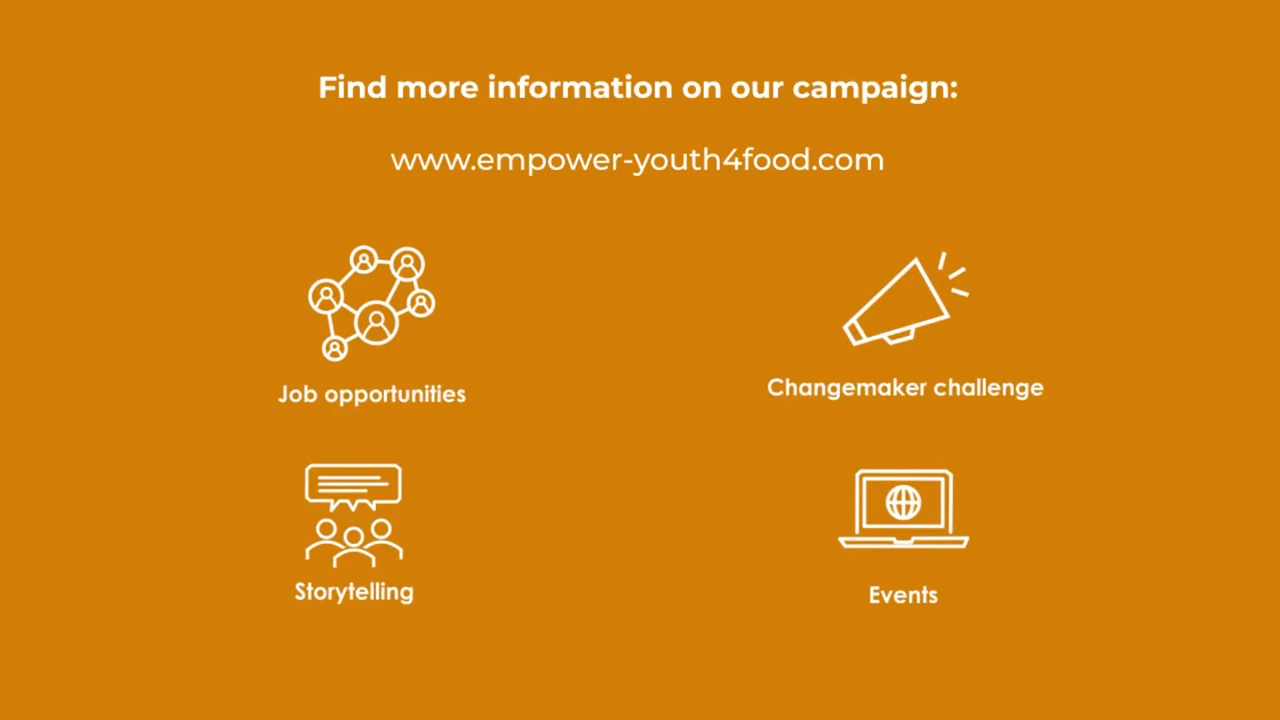 Find more information on our campaign:
www.empower-youth4food.com
Job opportunities
Changemaker challenge
Storytelling
Events